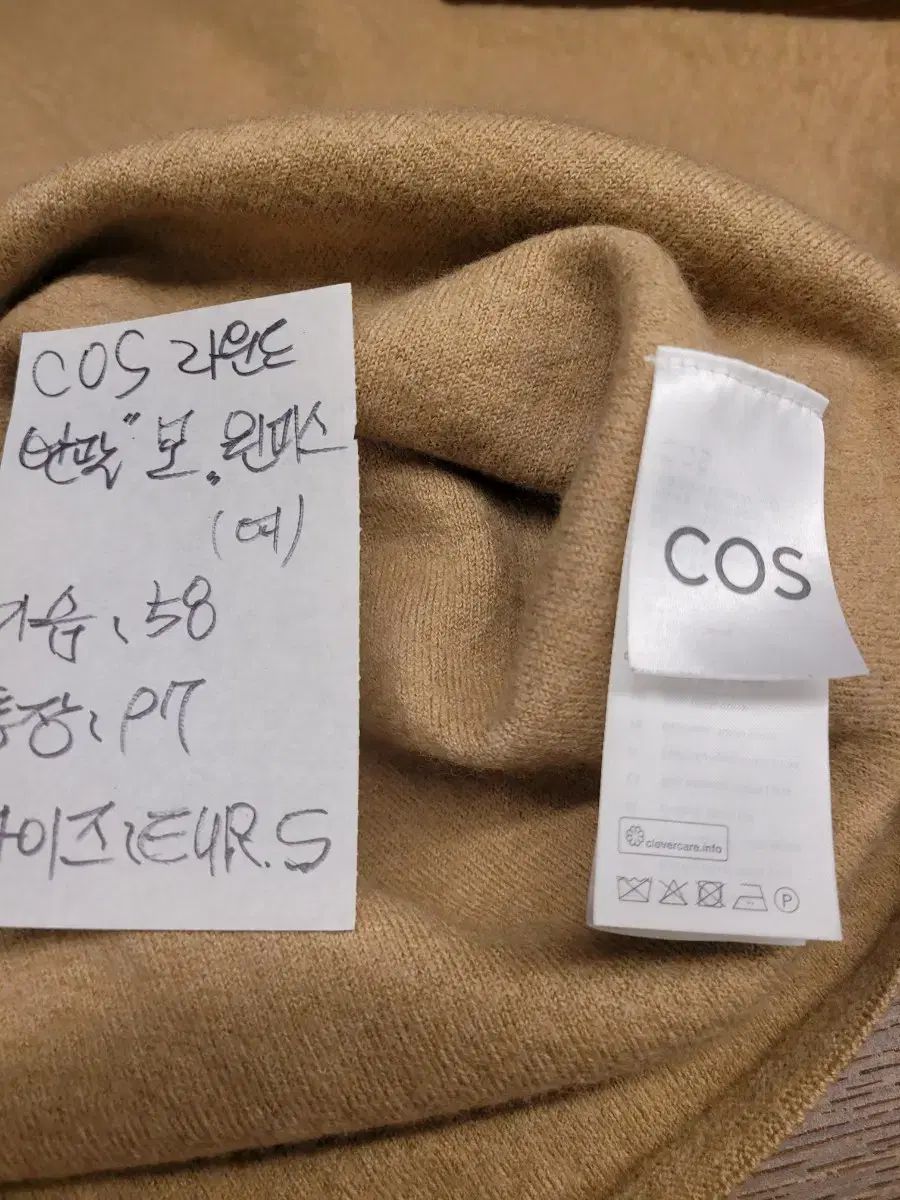 COS 라운드
반팔" 봄. 원피스
(여)
가슴: 58
총장: 97
사이즈: EUR.S
COS
clevercare.info
P